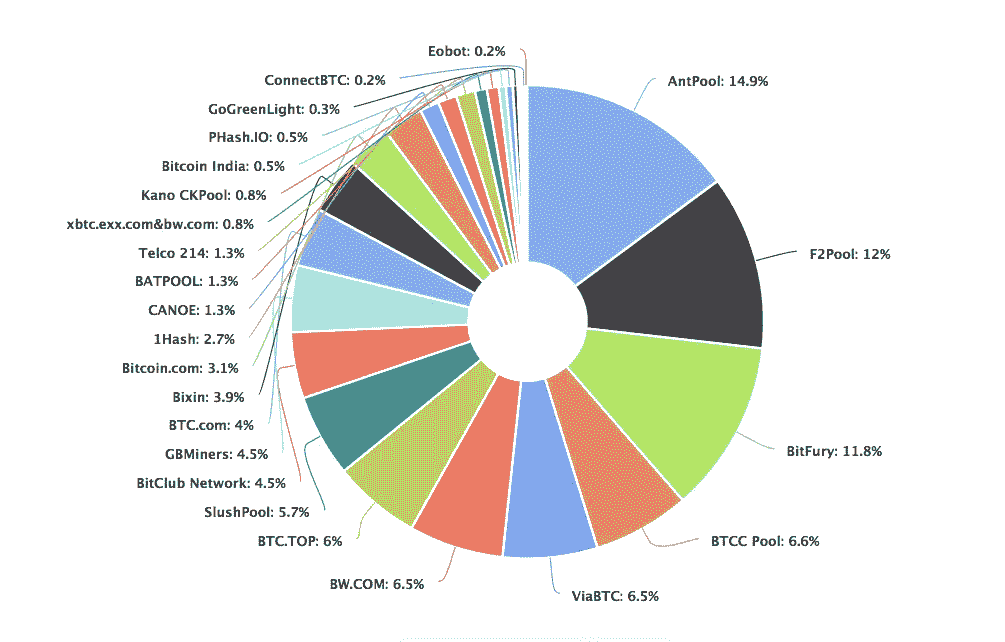 Eobot: 0.2%
ConnectBTC: 0.2%
GoGreenLight: 0.3%
PHash.IO: 0.5%
Bitcoin India: 0.5%
Kano CKPool: 0.8%
xbtc.exx.com&bw.com: 0.8%
Telco 214: 1.3%
BATPOOL: 1.3%
CANOE: 1.3%
1Hash: 2.7%
Bitcoin.com: 3.1%
Bixin: 3.9%
BTC.com: 4%
GBMiners: 4.5%
BitClub Network: 4.5%
SlushPool: 5.7%
BTC.TOP: 6%
BW.COM: 6.5%
ViaBTC: 6.5%
BTCC Pool: 6.6%
BitFury: 11.8%
F2Pool: 12%
AntPool: 14.9%